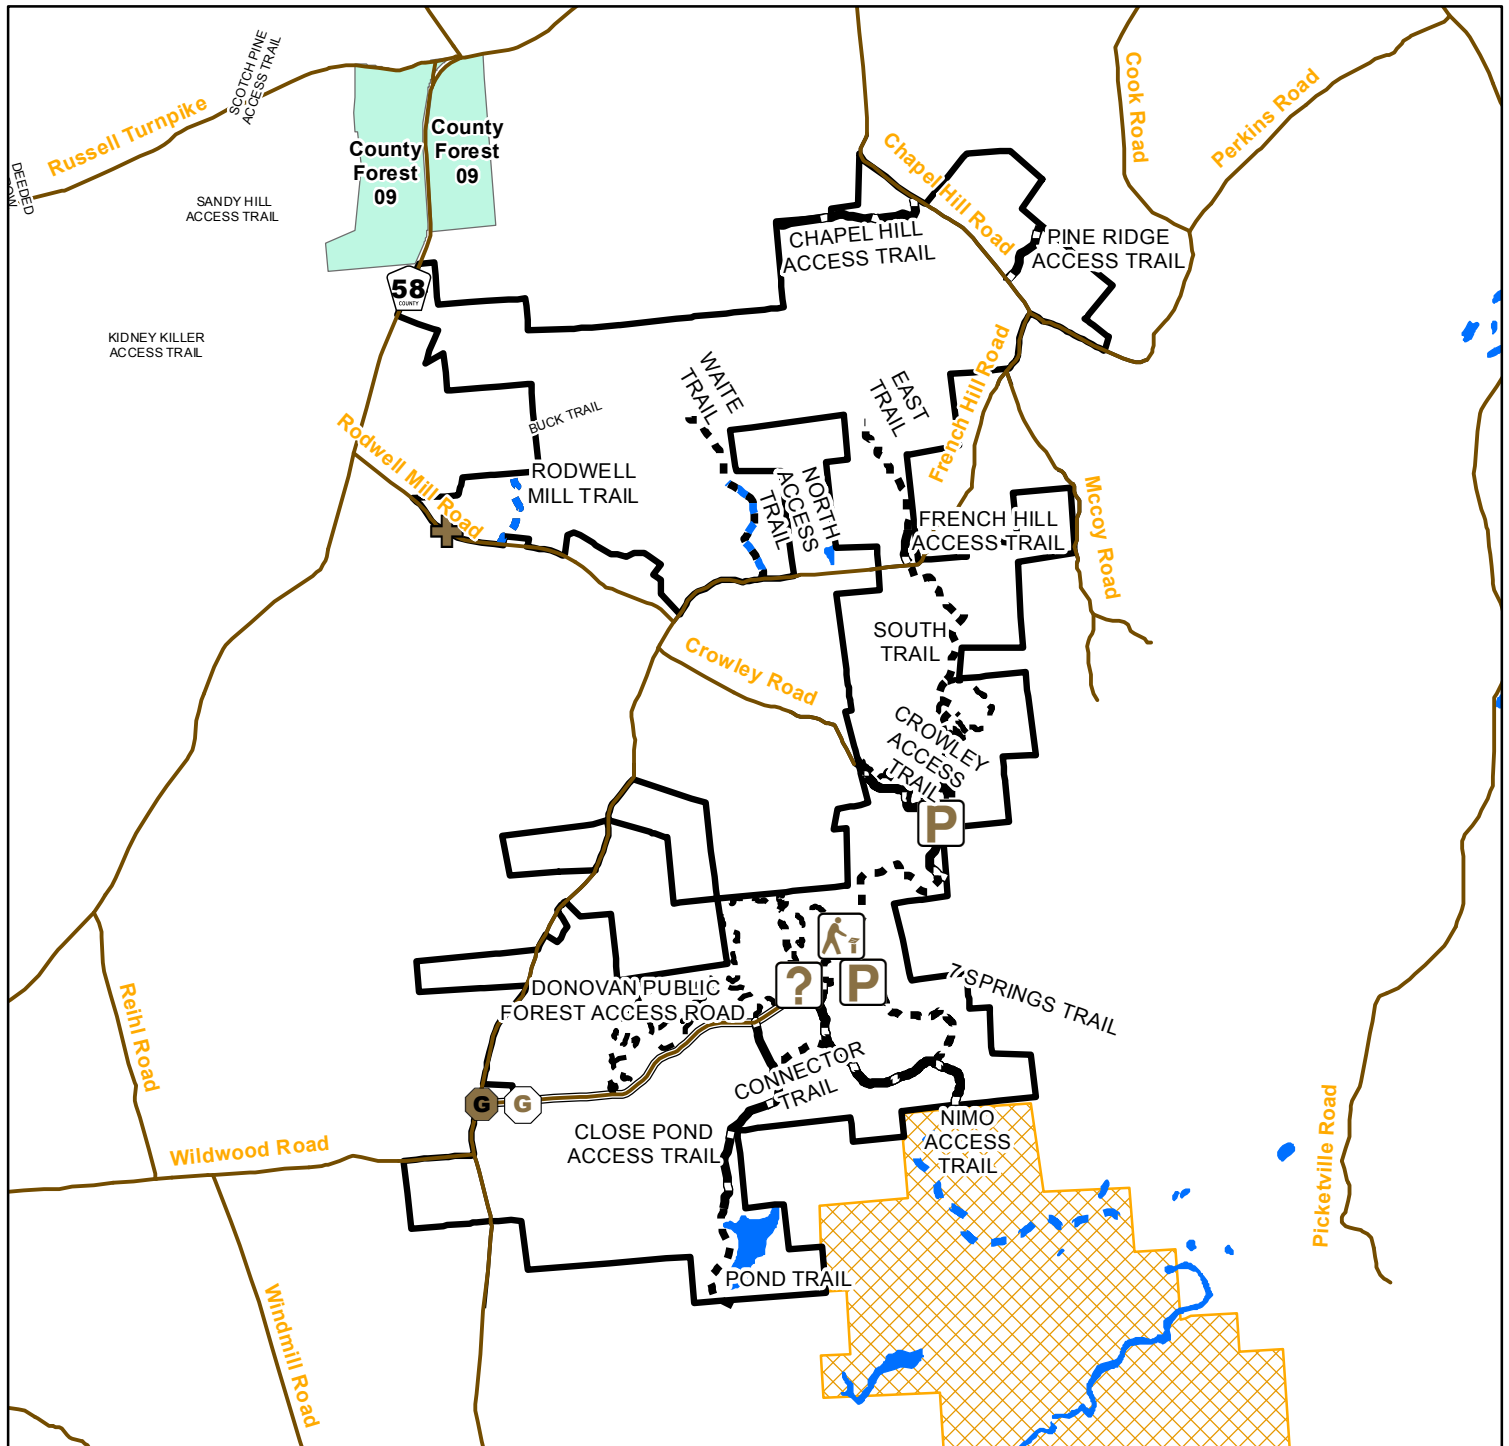 SCOTCH PINE
ACCESS TRAIL
Russell Turnpike
County
Forest
09
County
Forest
09
DEEDED
ROW
SANDY HILL
ACCESS TRAIL
Cook Road
Perkins Road
Chapel Hill Road
CHAPEL HILL
ACCESS TRAIL
PINE RIDGE
ACCESS TRAIL
58
COUNTY
KIDNEY KILLER
ACCESS TRAIL
French Hill Road
WAITE
TRAIL
EAST
TRAIL
BUCK TRAIL
Rodwell Mill Road
RODWELL
MILL TRAIL
NORTH
ACCESS
TRAIL
FRENCH HILL
ACCESS TRAIL
Mccoy Road
SOUTH
TRAIL
Crowley Road
CROWLEY
ACCESS
TRAIL
P
?
P
7 SPRINGS TRAIL
DONOVAN PUBLIC
FOREST ACCESS ROAD
Reihl Road
CONNECTOR
TRAIL
G
G
NIMO
ACCESS
TRAIL
CLOSE POND
ACCESS TRAIL
Wildwood Road
Picketville Road
POND TRAIL
Windmill Road